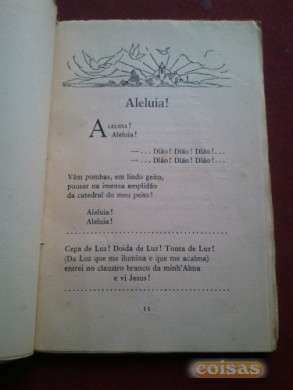 Aleluia!
ALELUIA!
Aleluia!
—... Dlão! Dlão! Dlão!...
—... Dlão! Dlão! Dlão!...
Vêm pombas, em lindo geito,
pousar na imensa amplidão
da catedral do meu peito!
Aleluia!
Aleluia!
Cega de Luz! Doida de Luz! Tonta de Luz!
(Da Luz que me ilumina e que me acalma)
entrei no claustro branco da minh'Alma
e vi Jesus!
11
coisas